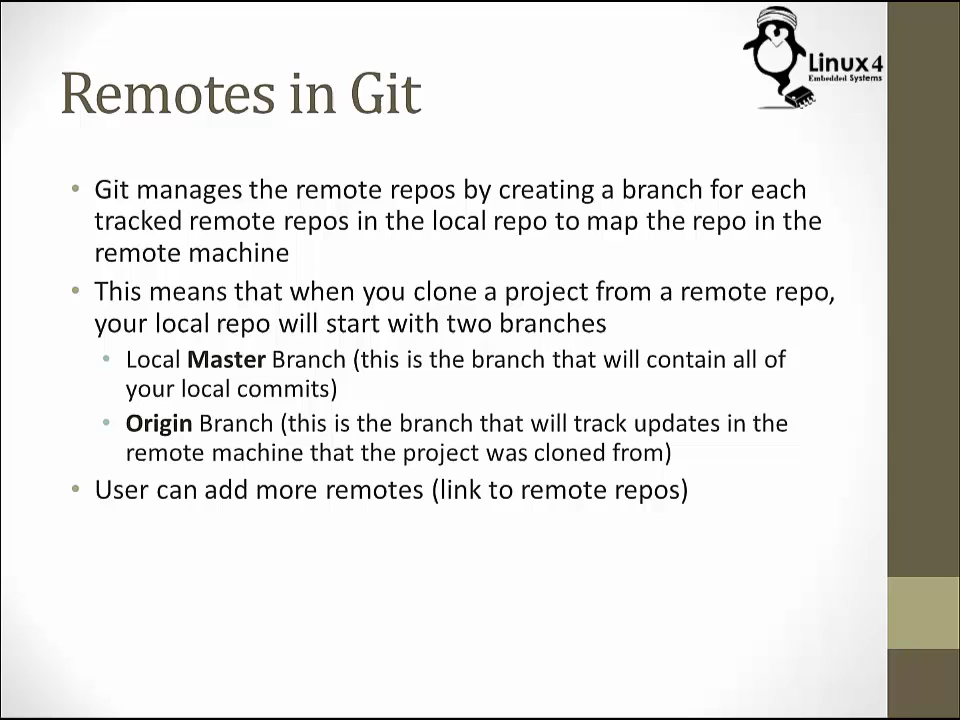 Linux4
Embedded Systems
Remotes in Git
• Git manages the remote repos by creating a branch for each
tracked remote repos in the local repo to map the repo in the
remote machine
• This means that when you clone a project from a remote repo,
your local repo will start with two branches
• Local Master Branch (this is the branch that will contain all of
your local commits)
• Origin Branch (this is the branch that will track updates in the
remote machine that the project was cloned from)
• User can add more remotes (link to remote repos)